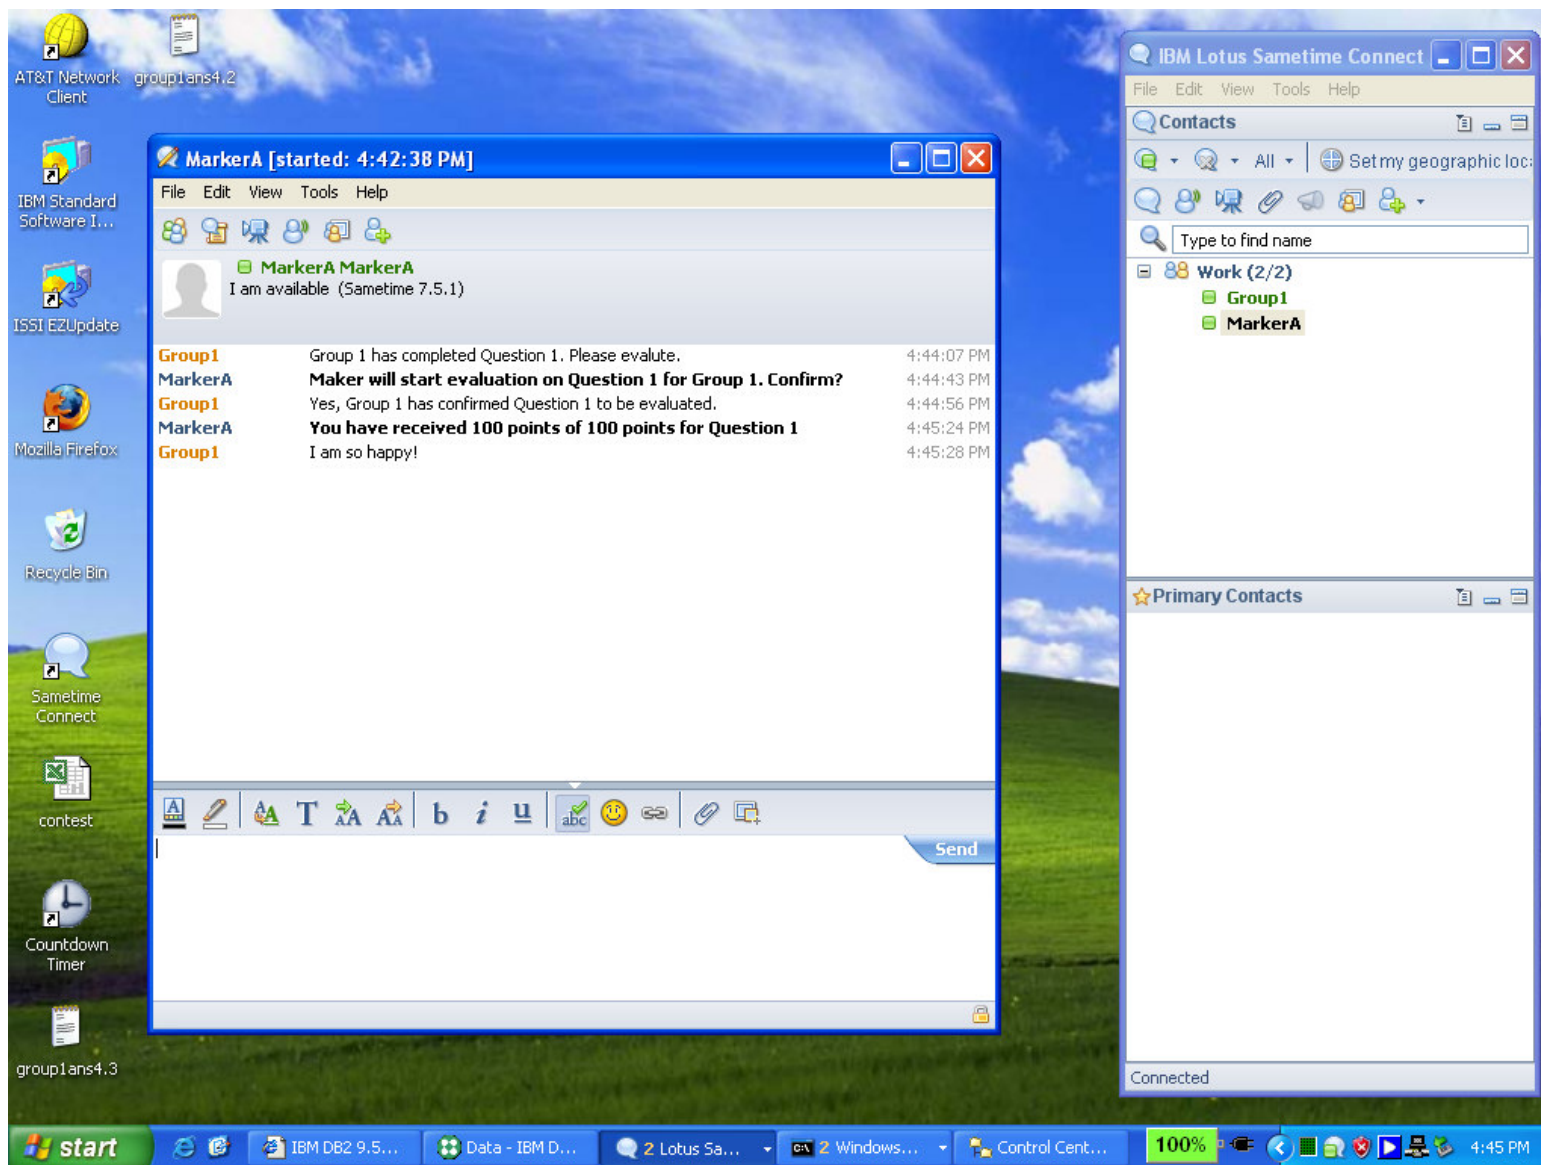 AT&T Network
Client
group1ans4.2
IBM Standard
Software I...
ISSI EZUpdate
Mozilla Firefox
Recycle Bin
Sametime
Connect
contest
Countdown
Timer
group1ans4.3
MarkerA [started: 4:42:38 PM]
File Edit View Tools Help
MarkerA MarkerA
I am available (Sametime 7.5.1)
Group1 Group 1 has completed Question 1. Please evalute. 4:44:07 PM
MarkerA Maker will start evaluation on Question 1 for Group 1. Confirm? 4:44:43 PM
Group1 Yes, Group 1 has confirmed Question 1 to be evaluated. 4:44:56 PM
MarkerA You have received 100 points of 100 points for Question 1 4:45:24 PM
Group1 I am so happy! 4:45:28 PM
A A A T A A A A b i u abc
Send
IBM Lotus Sametime Connect
File Edit View Tools Help
Contacts
All Set my geographic loc
Type to find name
Work (2/2)
Group1
MarkerA
Primary Contacts
Connected
start
IBM DB2 9.5...
Data - IBM D...
2 Lotus Sa...
2 Windows...
Control Cent...
100%
4:45 PM